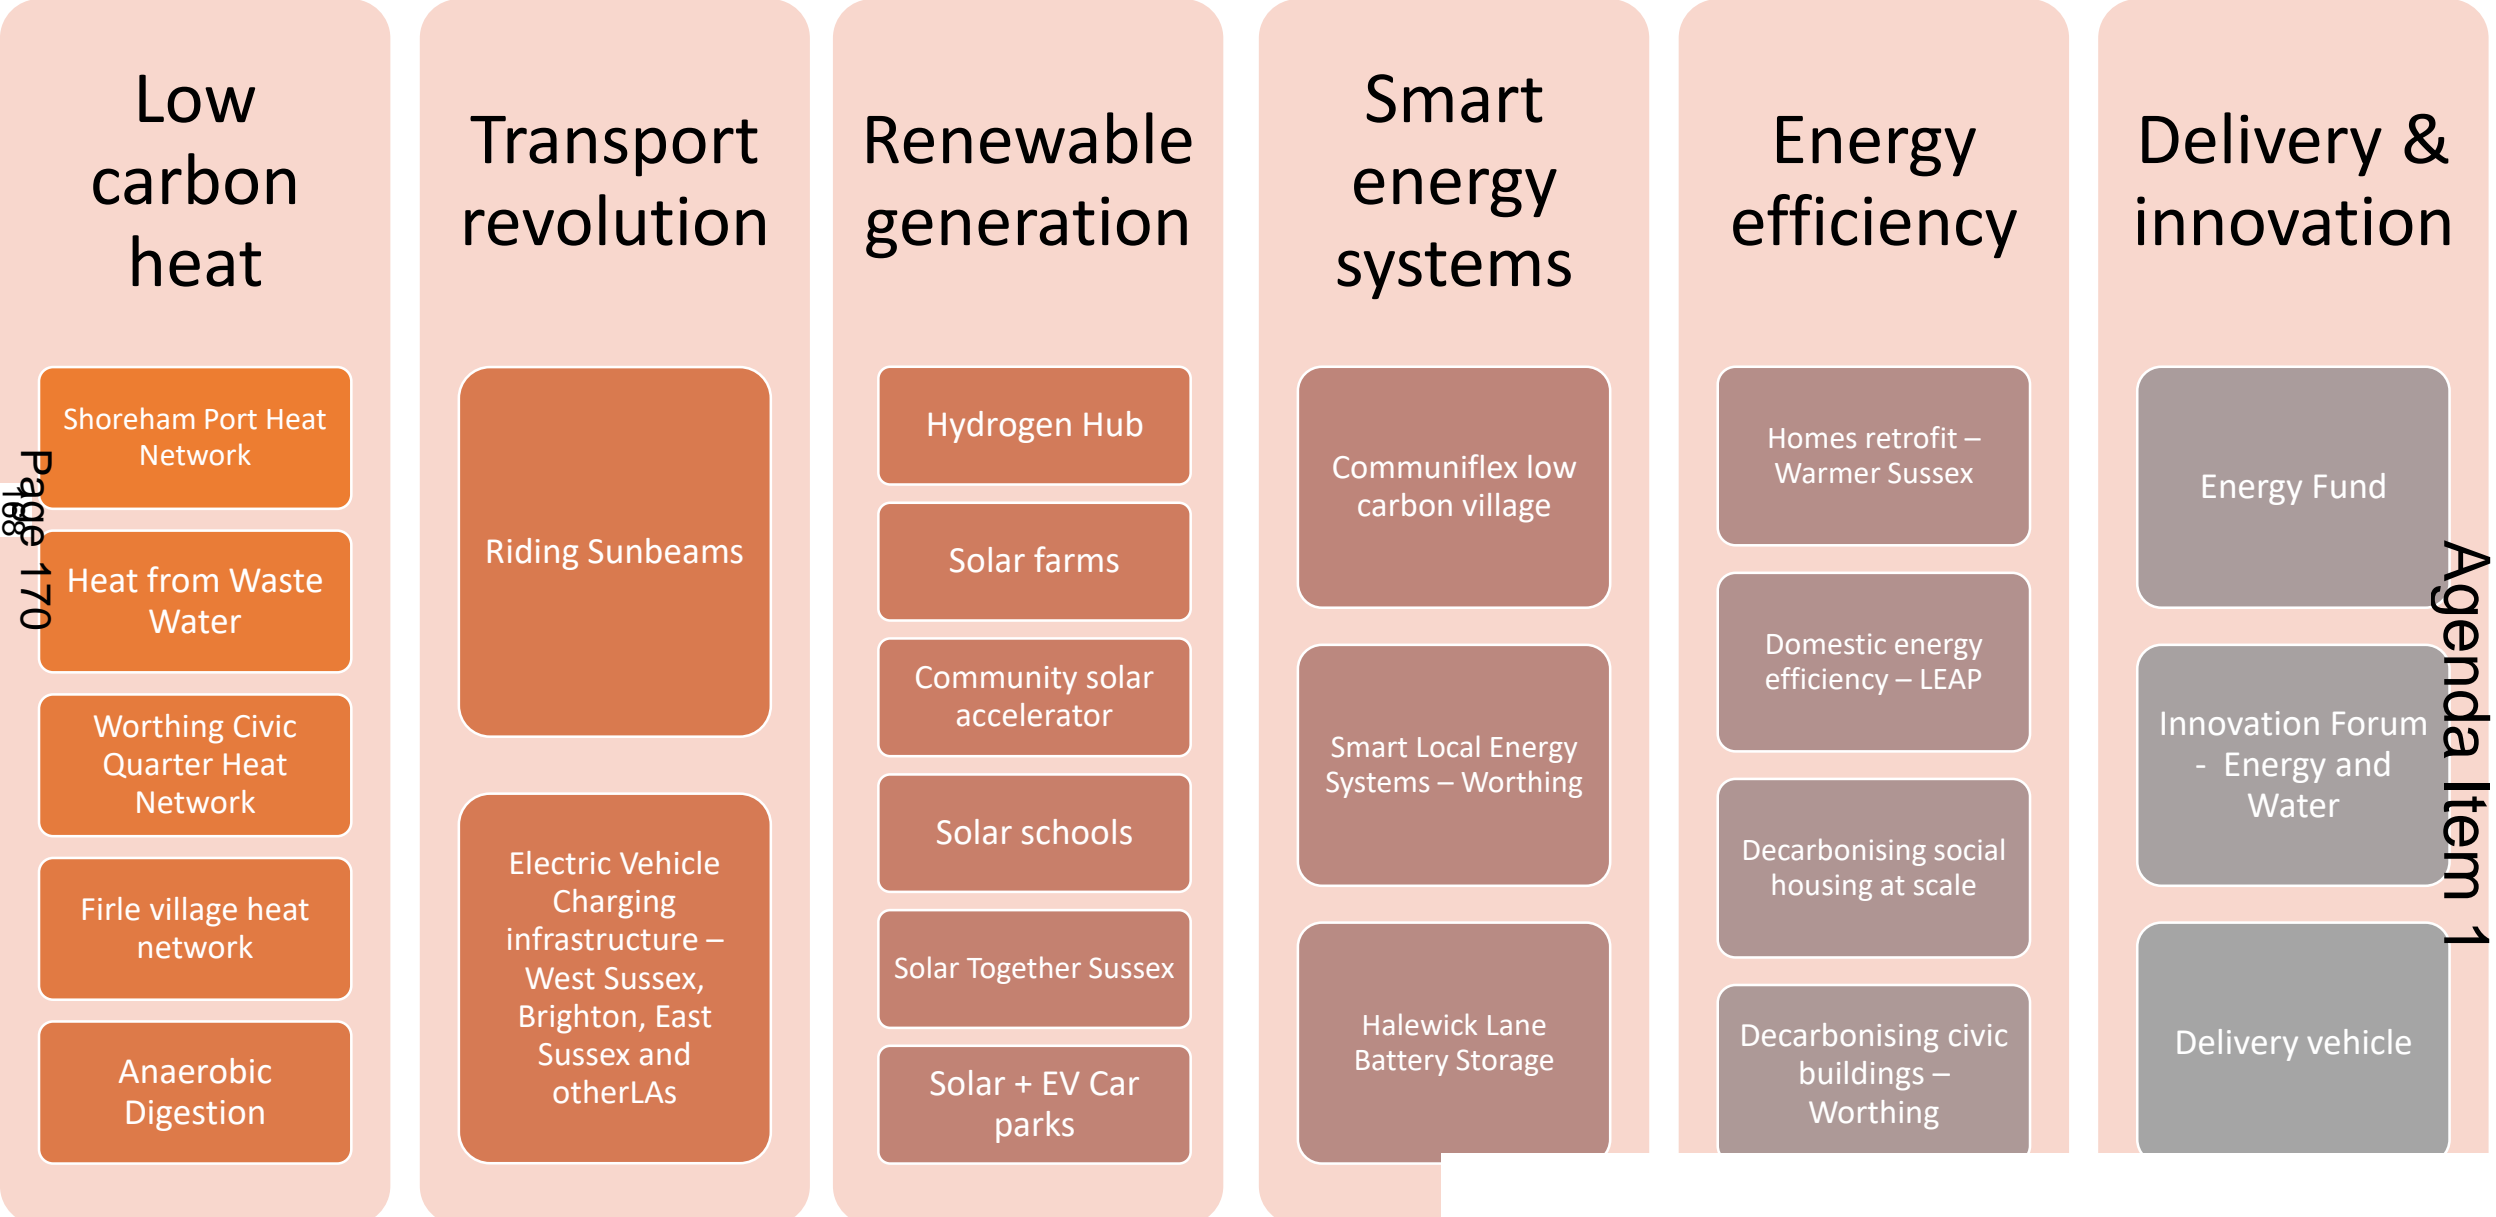 Low
carbon
heat
Shoreham Port Heat
Network
Heat from Waste
Water
Worthing Civic
Quarter Heat
Network
Firle village heat
network
Anaerobic
Digestion
Transport
revolution
Riding Sunbeams
Electric Vehicle
Charging
infrastructure –
West Sussex,
Brighton, East
Sussex and
otherLAs
Renewable
generation
Hydrogen Hub
Solar farms
Community solar
accelerator
Solar schools
Solar Together Sussex
Solar + EV Car
parks
Smart
energy
systems
Communiflex low
carbon village
Smart Local Energy
Systems – Worthing
Halewick Lane
Battery Storage
Energy
efficiency
Homes retrofit –
Warmer Sussex
Domestic energy
efficiency – LEAP
Decarbonising social
housing at scale
Decarbonising civic
buildings –
Worthing
Delivery &
innovation
Energy Fund
Innovation Forum
- Energy and
Water
Delivery vehicle
Page 170
Agenda Item 1